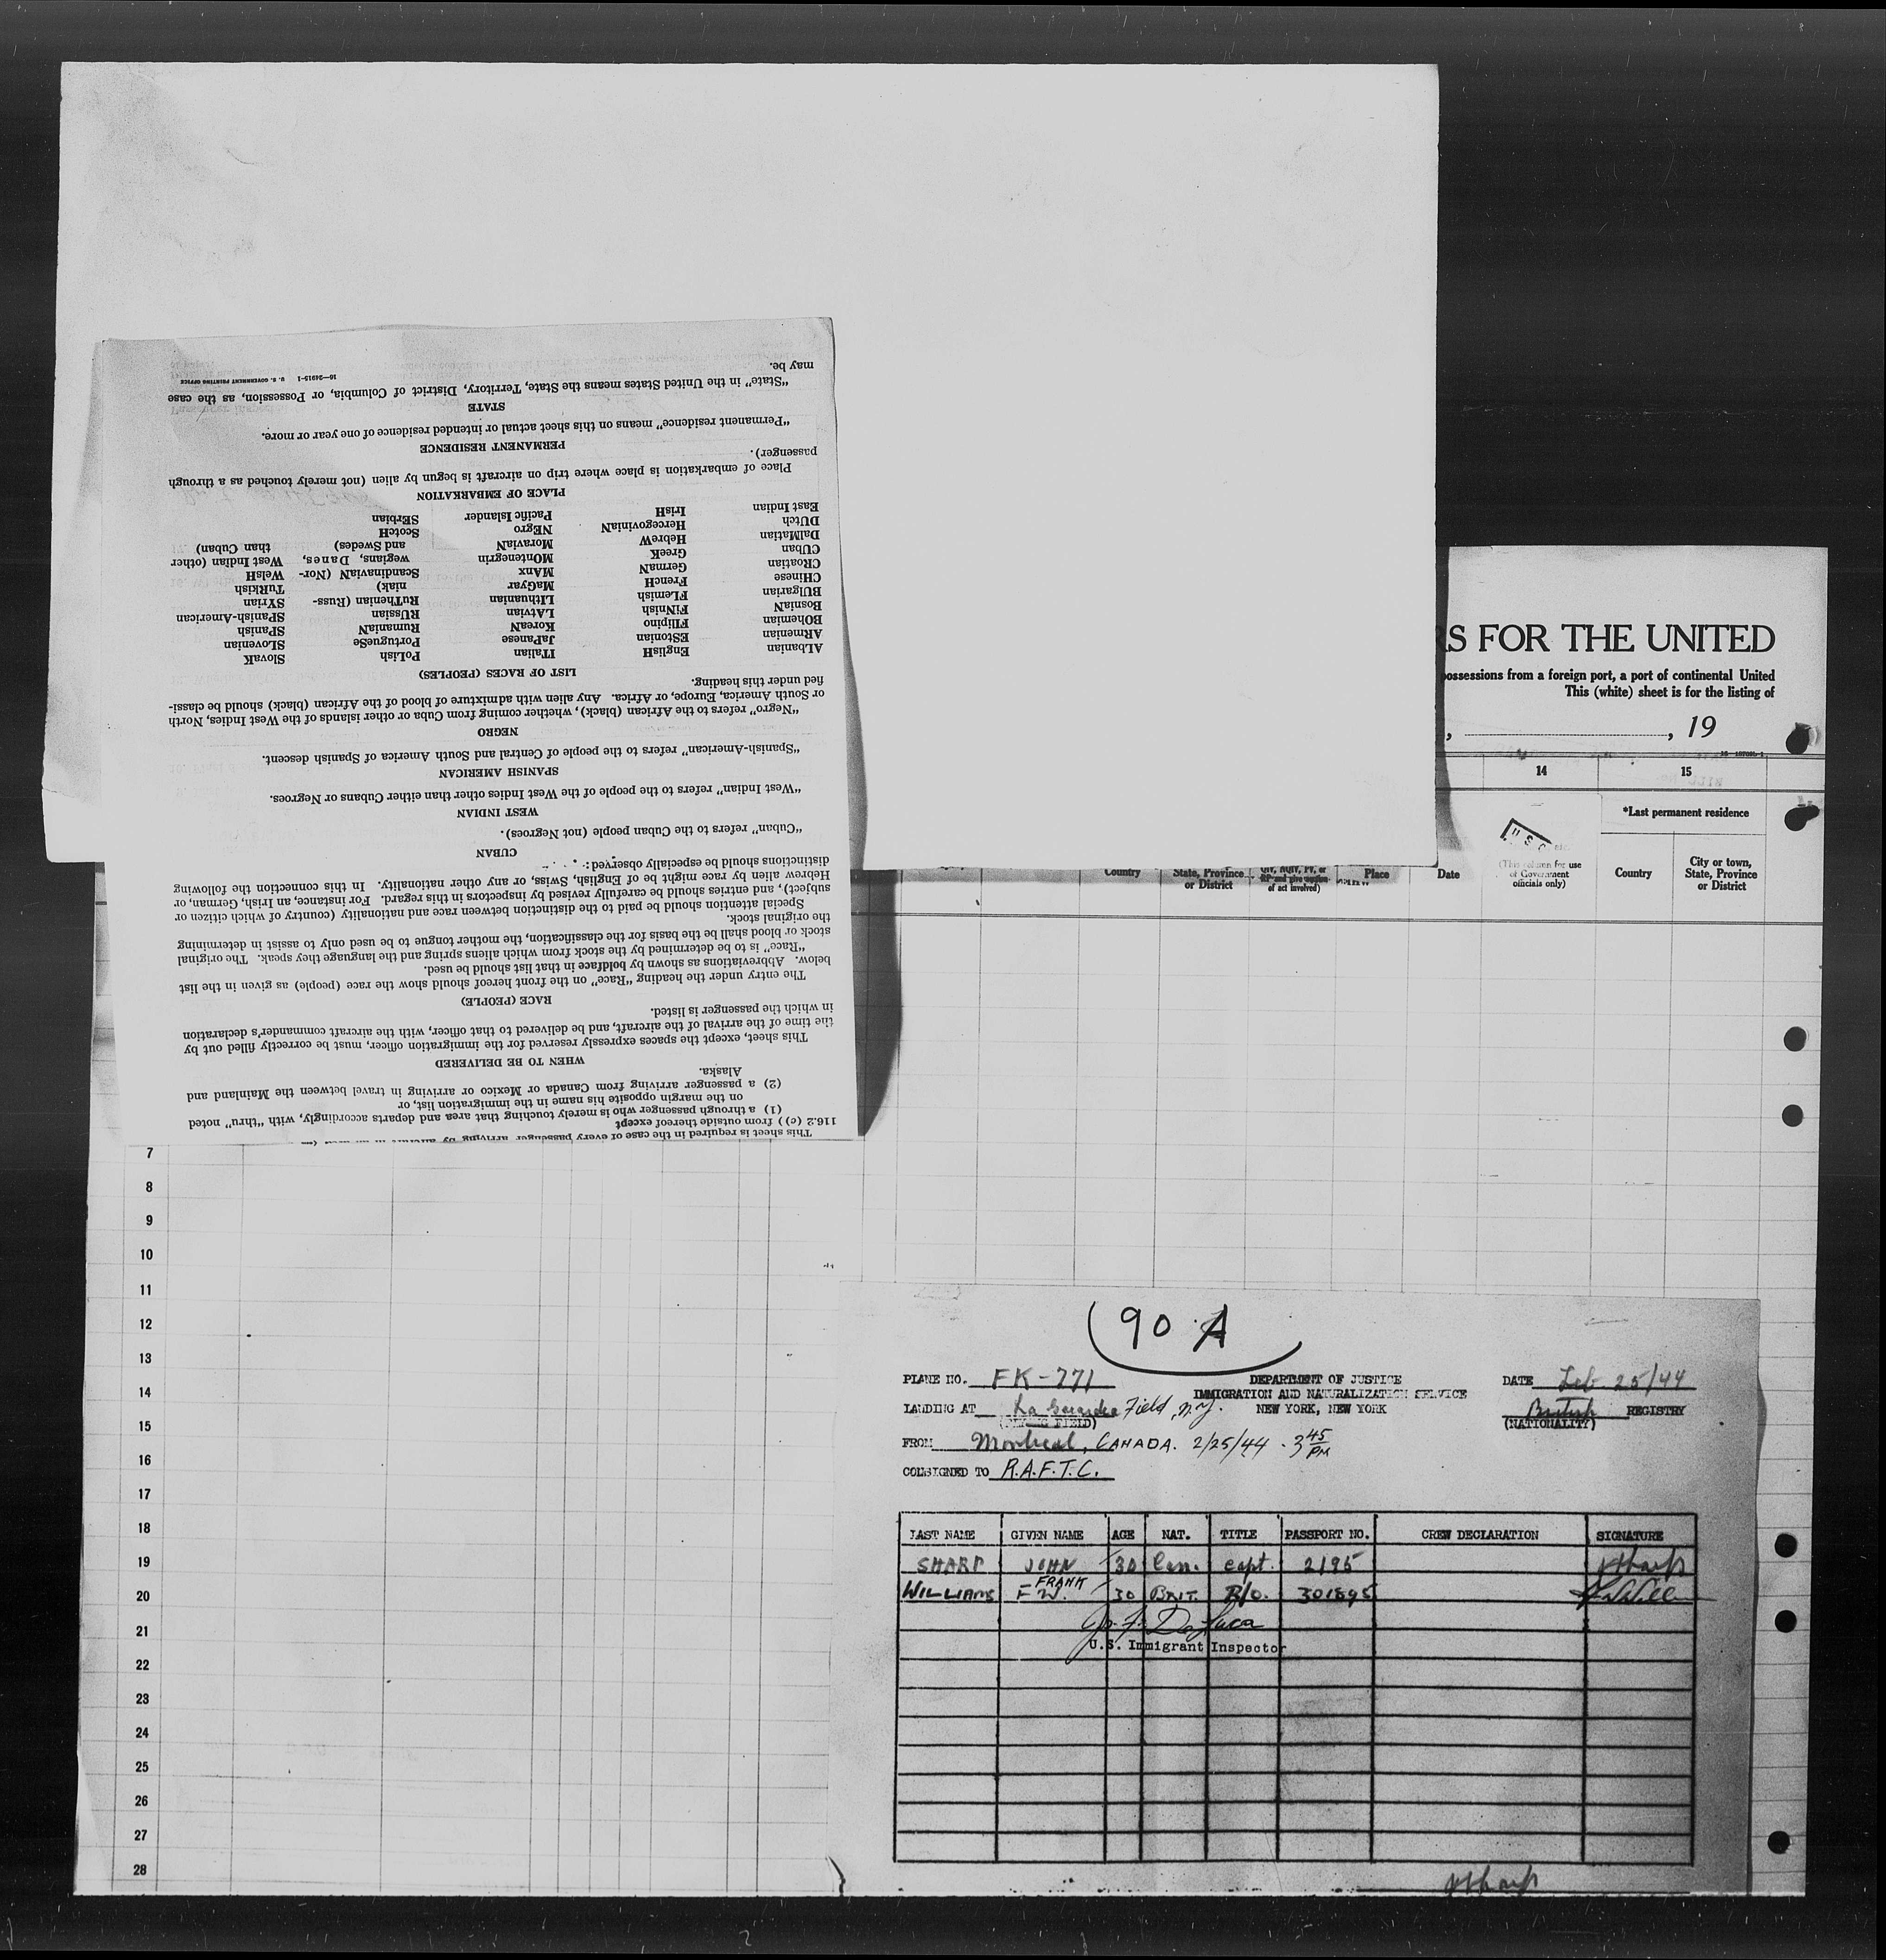 This sheet is required in the case of every passenger arriving by aircraft in an area
116.2 (c)) from outside thereof except
(1) a through passenger who is merely touching that area and departs accordingly, with "thru" noted
on the margin opposite his name in the immigration list, or
(2) a passenger arriving from Canada or Mexico or arriving in travel between the Mainland and
Alaska.
WHEN TO BE DELIVERED
This sheet, except the spaces expressly reserved for the immigration officer, must be correctly filled out by
the time of the arrival of the aircraft, and be delivered to that officer, with the aircraft commander's declaration
in which the passenger is listed.
RACE (PEOPLE)
The entry under the heading "Race" on the front hereof should show the race (people) as given in the list
below. Abbreviations as shown by boldface in that list should be used.
"Race" is to be determined by the stock from which aliens spring and the language they speak. The original
stock or blood shall be the basis for the classification, the mother tongue to be used only to assist in determining
the original stock.
Special attention should be paid to the distinction between race and nationality (country of which citizen or
subject), and entries should be carefully revised by inspectors in this regard. For instance, an Irish, German, or
Hebrew alien by race might be of English, Swiss, or any other nationality. In this connection the following
distinctions should be especially observed:
CUBAN
"Cuban" refers to the Cuban people (not Negroes).
WEST INDIAN
"West Indian" refers to the people of the West Indies other than either Cubans or Negroes.
SPANISH AMERICAN
"Spanish-American" refers to the people of Central and South America of Spanish descent.
NEGRO
"Negro" refers to the African (black), whether coming from Cuba or other islands of the West Indies, North
or South America, Europe, or Africa. Any alien with admixture of blood of the African (black) should be classi-
fied under this heading.
LIST OF RACES (PEOPLES)
ALbanian EnglisH ITalian PoLish SlovaK
ARmenian EStonian JaPanese PortugueSe SLovenian
BOhemian FIlipino KoreaN RumaniaN SPanish
BosniaN FiNnish LAtvian RUssian SPanish-American
BUlgarian FLemish LIthuanian RuThenian (Russ- SYrian
CHinese FrencH MaGyar niak) TuRkish
CROatian GermaN MAnx ScandinaviaN (Nor- WelsH
CUban GreeK MOntenegrin wegians, Danes, West Indian (other
DalMatian HebreW MoraviaN and Swedes) than Cuban)
DUtcH HercegoviniaN NEgro ScotcH
East Indian IrisH Pacific Islander SErbian
PLACE OF EMBARKATION
Place of embarkation is place where trip on aircraft is begun by alien (not merely touched as a through
passenger).
PERMANENT RESIDENCE
"Permanent residence" means on this sheet actual or intended residence of one year or more.
STATE
"State" in the United States means the State, Territory, District of Columbia, or Possession, as the case
may be.
16—24915-1 U. S. GOVERNMENT PRINTING OFFICE
RS FOR THE UNITED
possessions from a foreign port, a port of continental United
This (white) sheet is for the listing of
, , 19
14 15
*Last permanent residence
U S C
(This column for use
of Government
officials only)
Country
City or town,
State, Province
or District
Country
State, Province
or District
of act involved)
Place
Date
7
8
9
10
11
12
13
14
15
16
17
18
19
20
21
22
23
24
25
26
27
28
90 A
PLANE NO. FK-771
DEPARTMENT OF JUSTICE
DATE Feb. 25/44
IMMIGRATION AND NATURALIZATION SERVICE
LANDING AT La Guardia Field, N.Y.
NEW YORK, NEW YORK
British REGISTRY
(NATIONALITY)
FROM Montreal, CANADA. 2/25/44 - 3 45 PM
CONSIGNED TO R.A.F.T.C.
LAST NAME GIVEN NAME AGE NAT. TITLE PASSPORT NO. CREW DECLARATION SIGNATURE
SHARP JOHN 30 Can. capt. 2195 JSharp
WILLIAMS F FRANK W. 30 BRIT. R/O. 301895
De Luca
U.S. Immigrant Inspector
JSharp